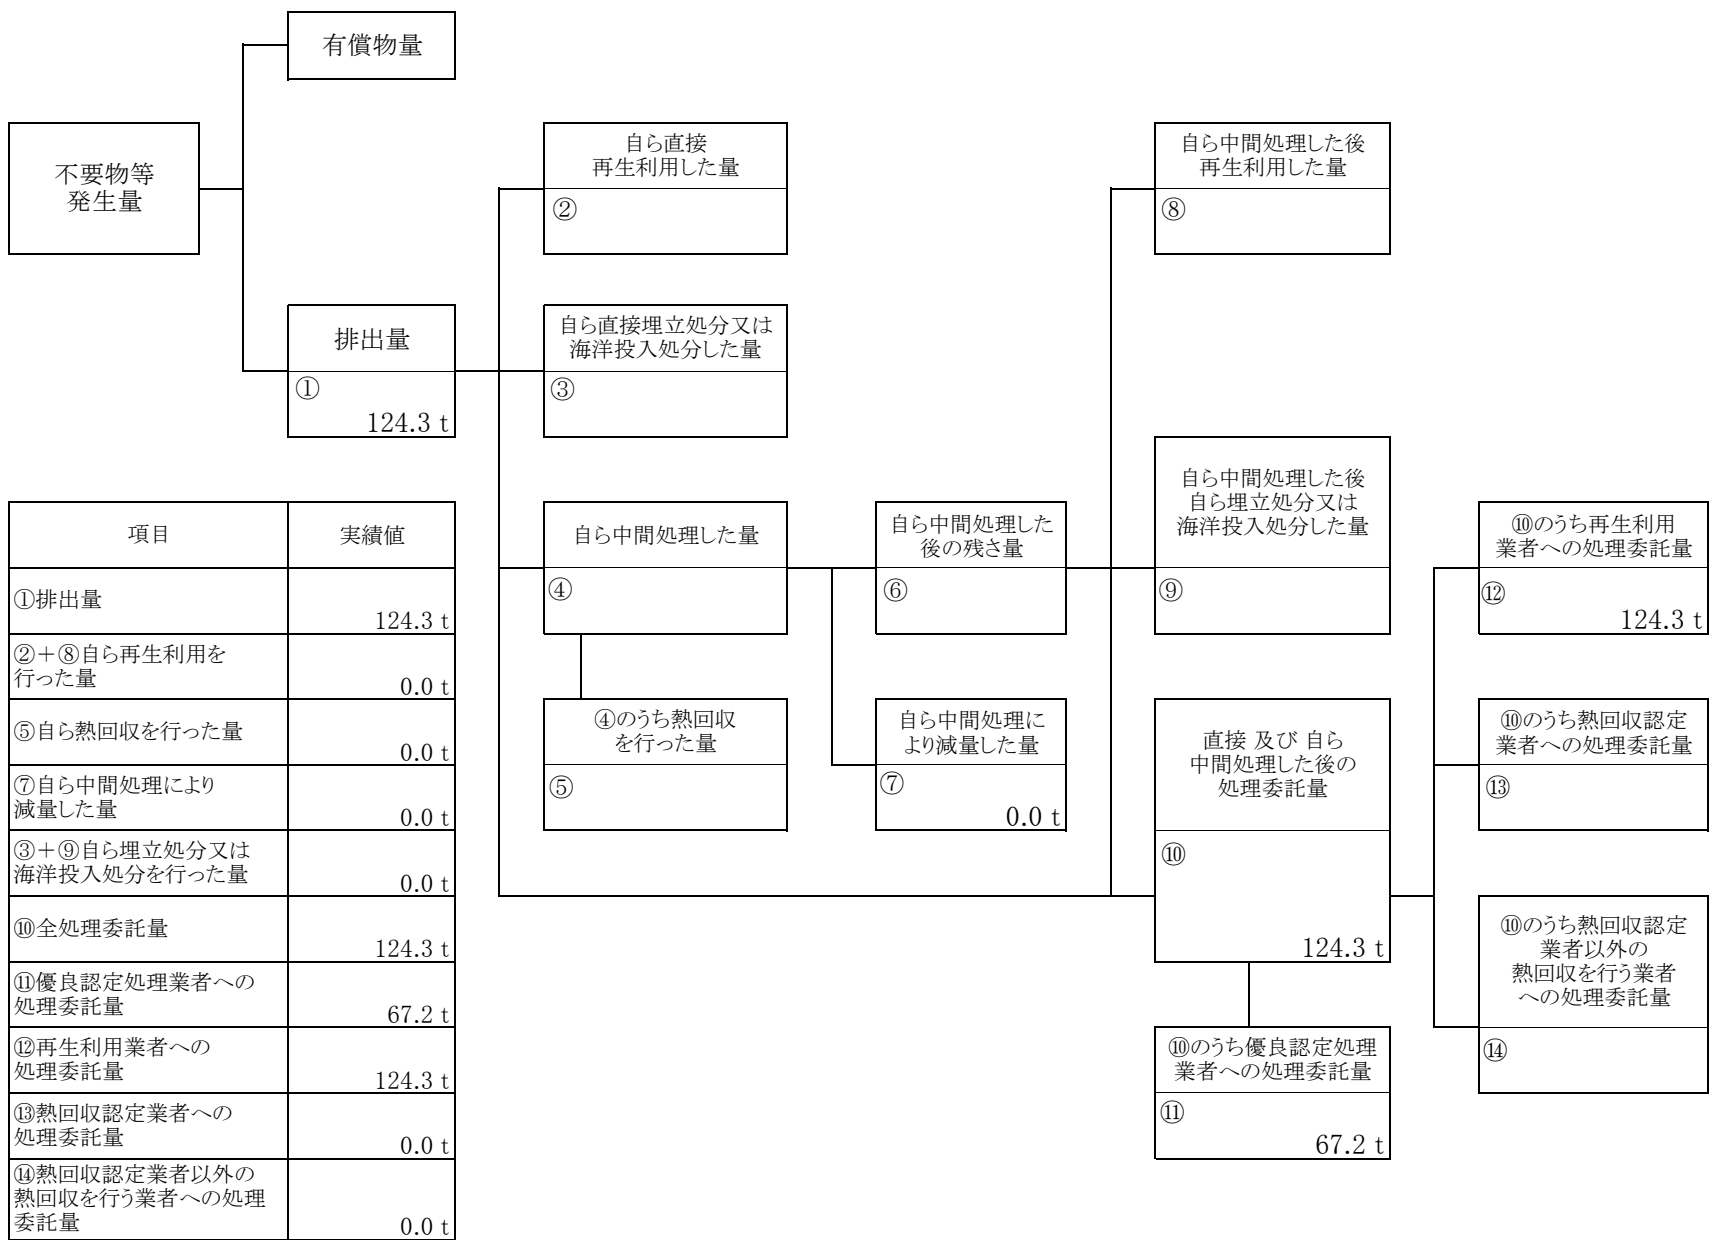 有償物量
不要物等
発生量
自ら直接
再生利用した量
②
自ら中間処理した後
再生利用した量
⑧
排出量
①
124.3 t
自ら直接埋立処分又は
海洋投入処分した量
③
自ら中間処理した量
④
自ら中間処理した
後の残さ量
⑥
自ら中間処理した後
自ら埋立処分又は
海洋投入処分した量
⑨
⑩のうち再生利用
業者への処理委託量
⑫
124.3 t
④のうち熱回収
を行った量
⑤
自ら中間処理に
より減量した量
⑦
0.0 t
直接 及び 自ら
中間処理した後の
処理委託量
⑩
124.3 t
⑩のうち熱回収認定
業者への処理委託量
⑬
⑩のうち熱回収認定
業者以外の
熱回収を行う業者
への処理委託量
⑭
⑩のうち優良認定処理
業者への処理委託量
⑪
67.2 t
項目 実績値
①排出量
124.3 t
②＋⑧自ら再生利用を
行った量
0.0 t
⑤自ら熱回収を行った量
0.0 t
⑦自ら中間処理により
減量した量
0.0 t
③＋⑨自ら埋立処分又は
海洋投入処分を行った量
0.0 t
⑩全処理委託量
124.3 t
⑪優良認定処理業者への
処理委託量
67.2 t
⑫再生利用業者への
処理委託量
124.3 t
⑬熱回収認定業者への
処理委託量
0.0 t
⑭熱回収認定業者以外の
熱回収を行う業者への処理
委託量
0.0 t